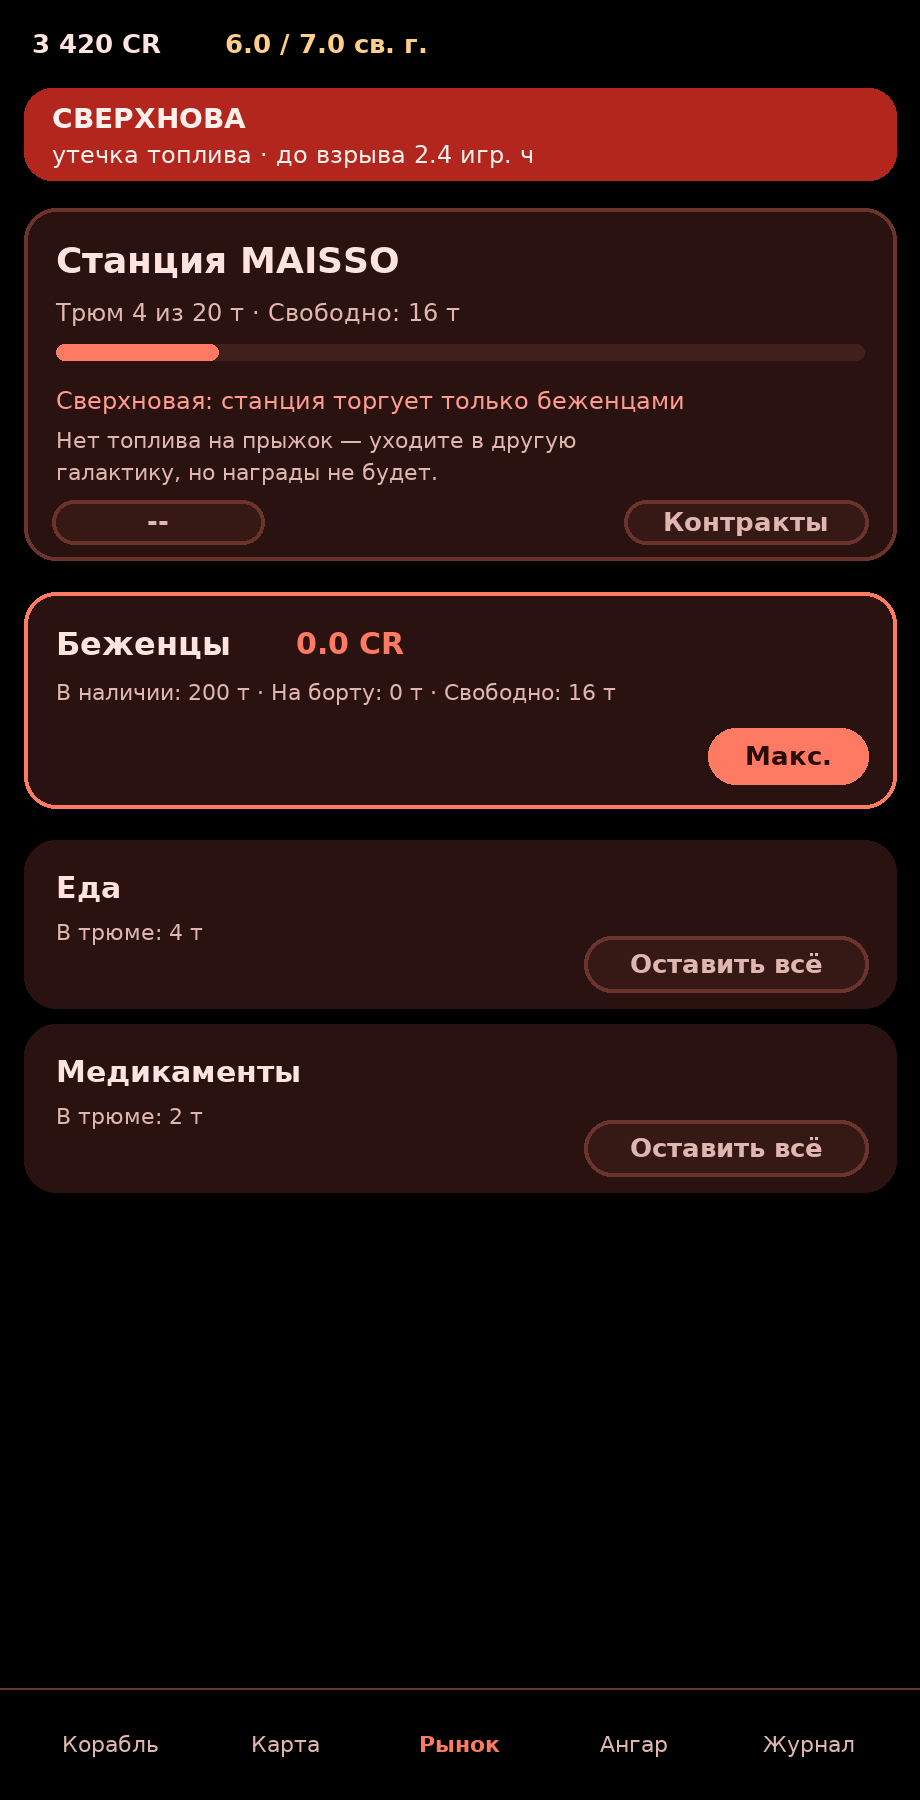 3 420 CR 6.0 / 7.0 св. г.
СВЕРХНОВА
утечка топлива · до взрыва 2.4 игр. ч
Станция MAISSO
Трюм 4 из 20 т · Свободно: 16 т
Сверхновая: станция торгует только беженцами
Нет топлива на прыжок — уходите в другую
галактику, но награды не будет.
-- Контракты
Беженцы 0.0 CR
В наличии: 200 т · На борту: 0 т · Свободно: 16 т
Макс.
Еда
В трюме: 4 т
Оставить всё
Медикаменты
В трюме: 2 т
Оставить всё
Корабль Карта Рынок Ангар Журнал